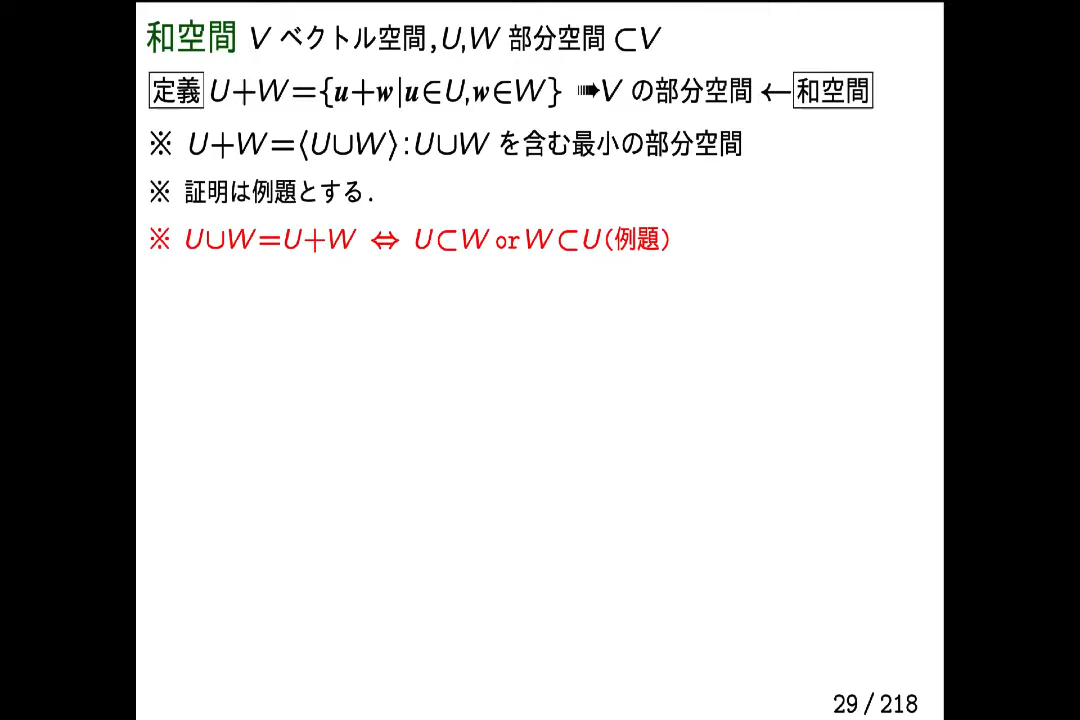 和空間 V ベクトル空間,U,W 部分空間⊂V
定義 U+W={u+w|u∈U,w∈W} ➠V の部分空間←和空間
※ U+W=⟨U∪W⟩:U∪W を含む最小の部分空間
※ 証明は例題とする.
※ U∪W=U+W ⇔ U⊂W or W⊂U(例題)
29 / 218